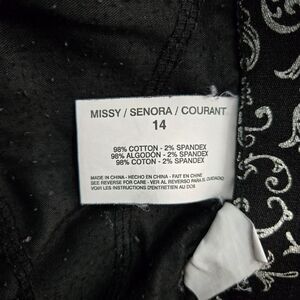 MISSY / SENORA / COURANT
14
98% COTTON - 2% SPANDEX
98% ALGODON - 2% SPANDEX
98% COTON - 2% SPANDEX
MADE IN CHINA - HECHO EN CHINA - FAIT EN CHINE
SEE REVERSE FOR CARE - VER AL REVERSO PARA EL CUIDADO
VOIR LES INSTRUCTIONS D'ENTRETIEN AU DOS